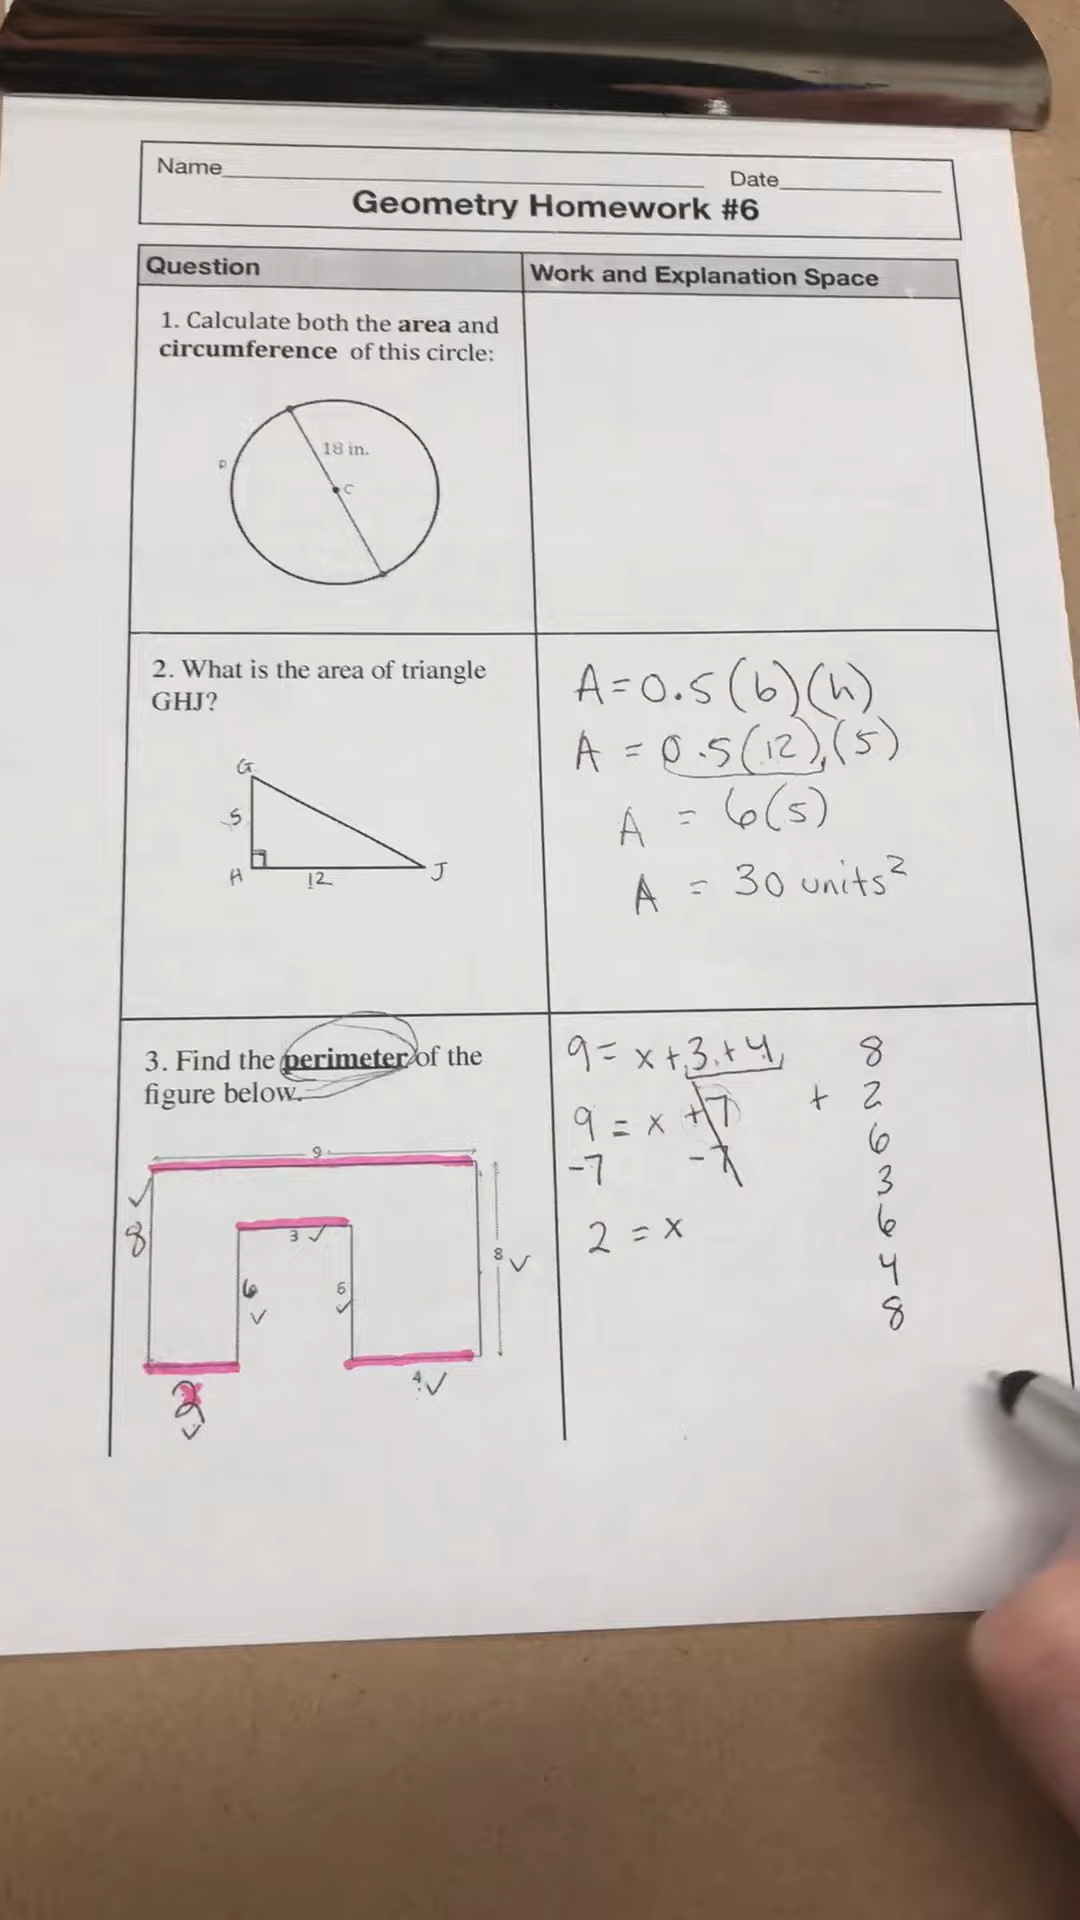 Name Date
Geometry Homework #6
Question
Work and Explanation Space
1. Calculate both the area and
circumference of this circle:
18 in.
C
2. What is the area of triangle
GHJ?
G
5
H
12
J
A = 0.5 (b)(h)
A = 0.5(12)(5)
A = 6(5)
A = 30 units²
3. Find the perimeter of the
figure below.
9
8
3
6
6
8
2
4
9 = x + 3 + 4
9 = x + 7
-7 -7
2 = x
8
+ 2
6
3
6
4
8